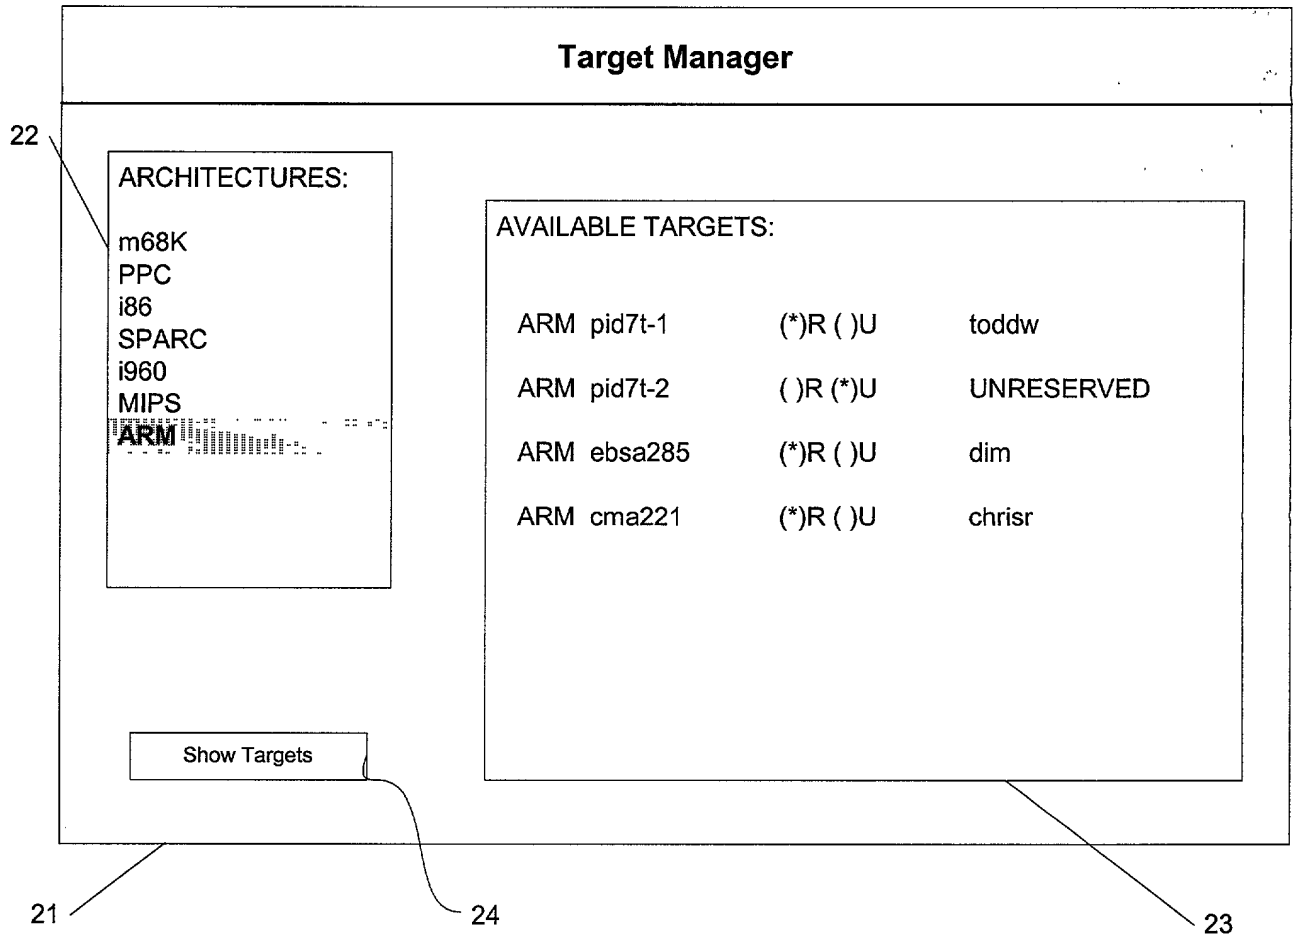 Target Manager
22
ARCHITECTURES:
m68K
PPC
i86
SPARC
i960
MIPS
ARM
AVAILABLE TARGETS:
ARM pid7t-1 (*)R ( )U toddw
ARM pid7t-2 ( )R (*)U UNRESERVED
ARM ebsa285 (*)R ( )U dim
ARM cma221 (*)R ( )U chrisr
Show Targets
21
24
23